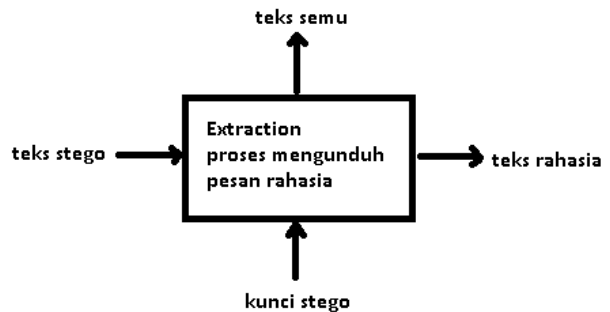 teks semu
Extraction
proses mengunduh
pesan rahasia
teks stego
teks rahasia
kunci stego